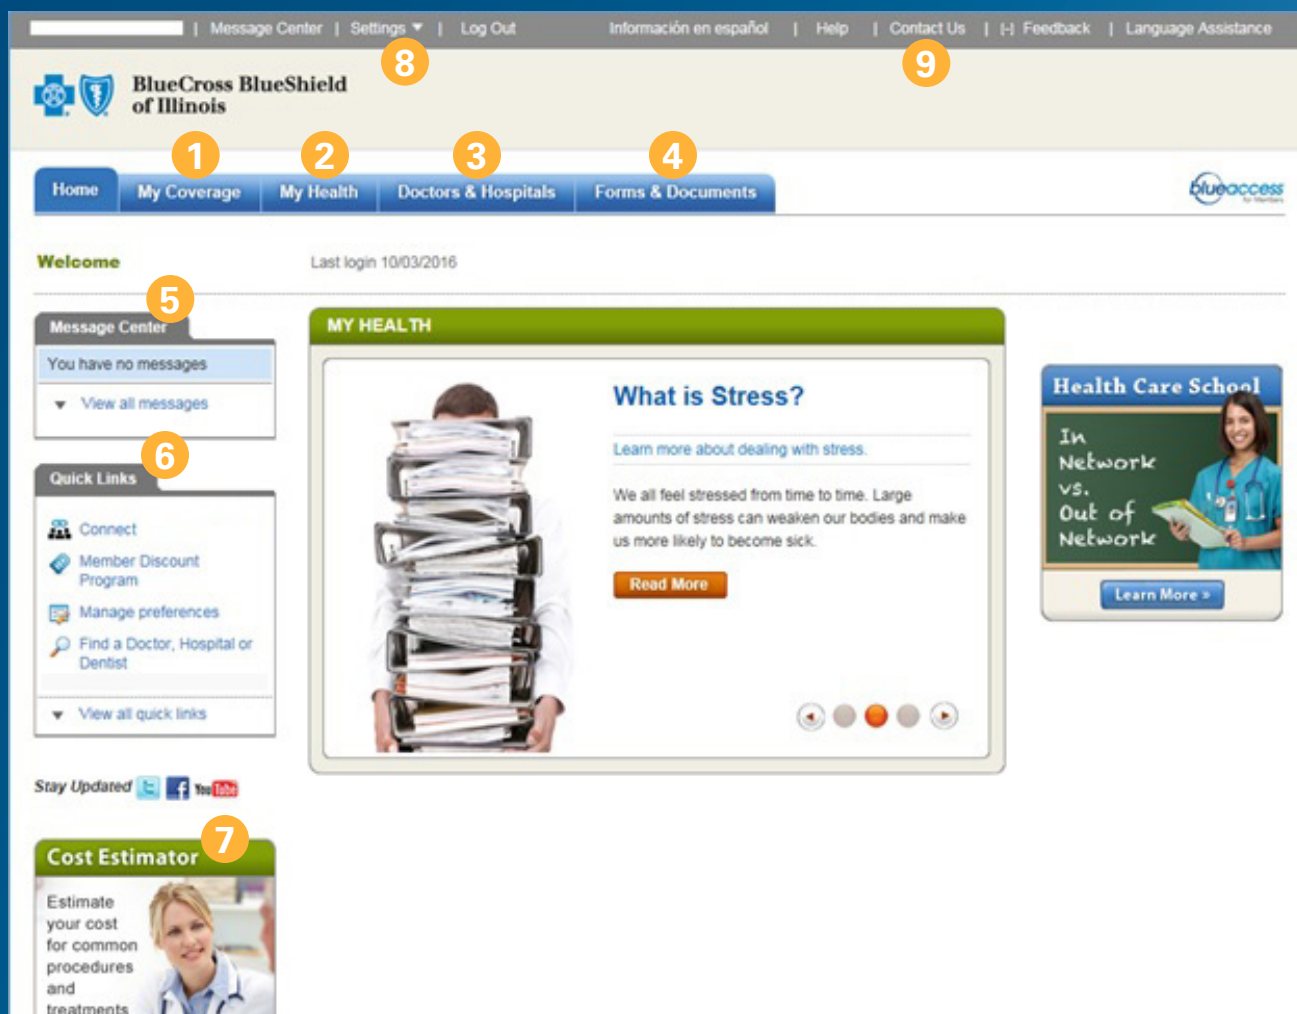 | Message Center | Settings ▼ | Log Out Información en español | Help | Contact Us | [-] Feedback | Language Assistance
8
9
BlueCross BlueShield
of Illinois
1
2
3
4
Home My Coverage My Health Doctors & Hospitals Forms & Documents
blueaccess
for Members
Welcome
Last login 10/03/2016
5
Message Center
You have no messages
View all messages
6
Quick Links
Connect
Member Discount
Program
Manage preferences
Find a Doctor, Hospital or
Dentist
View all quick links
MY HEALTH
What is Stress?
Learn more about dealing with stress.
We all feel stressed from time to time. Large
amounts of stress can weaken our bodies and make
us more likely to become sick.
Read More
Health Care School
In
Network
vs.
Out of
Network
Learn More »
Stay Updated YouTube
7
Cost Estimator
Estimate
your cost
for common
procedures
and
treatments